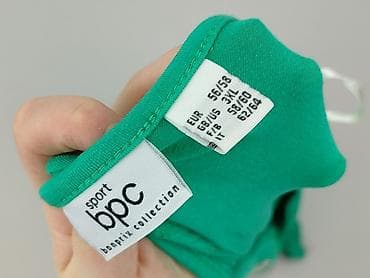 sport
bpc
bonprix collection
EUR 56/58
GB/US 3XL
F/B 58/60
IT 62/64